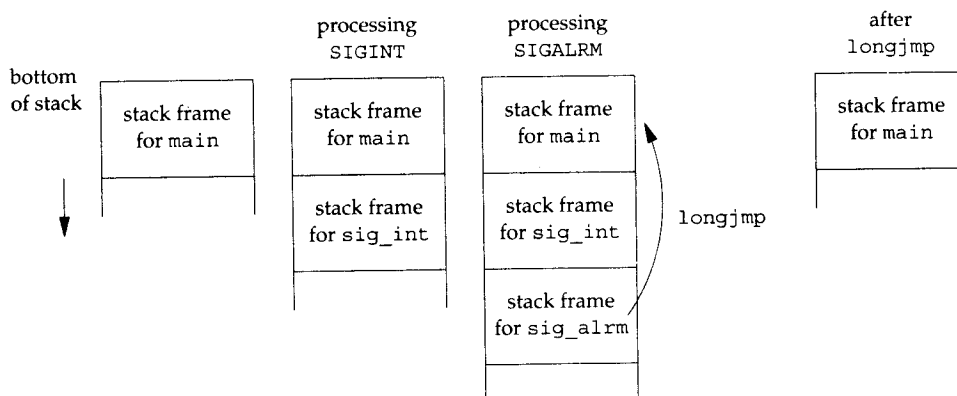 processing
SIGINT
processing
SIGALRM
after
longjmp
bottom
of stack
stack frame
for main
stack frame
for main
stack frame
for main
stack frame
for main
stack frame
for sig_int
stack frame
for sig_int
longjmp
stack frame
for sig_alrm